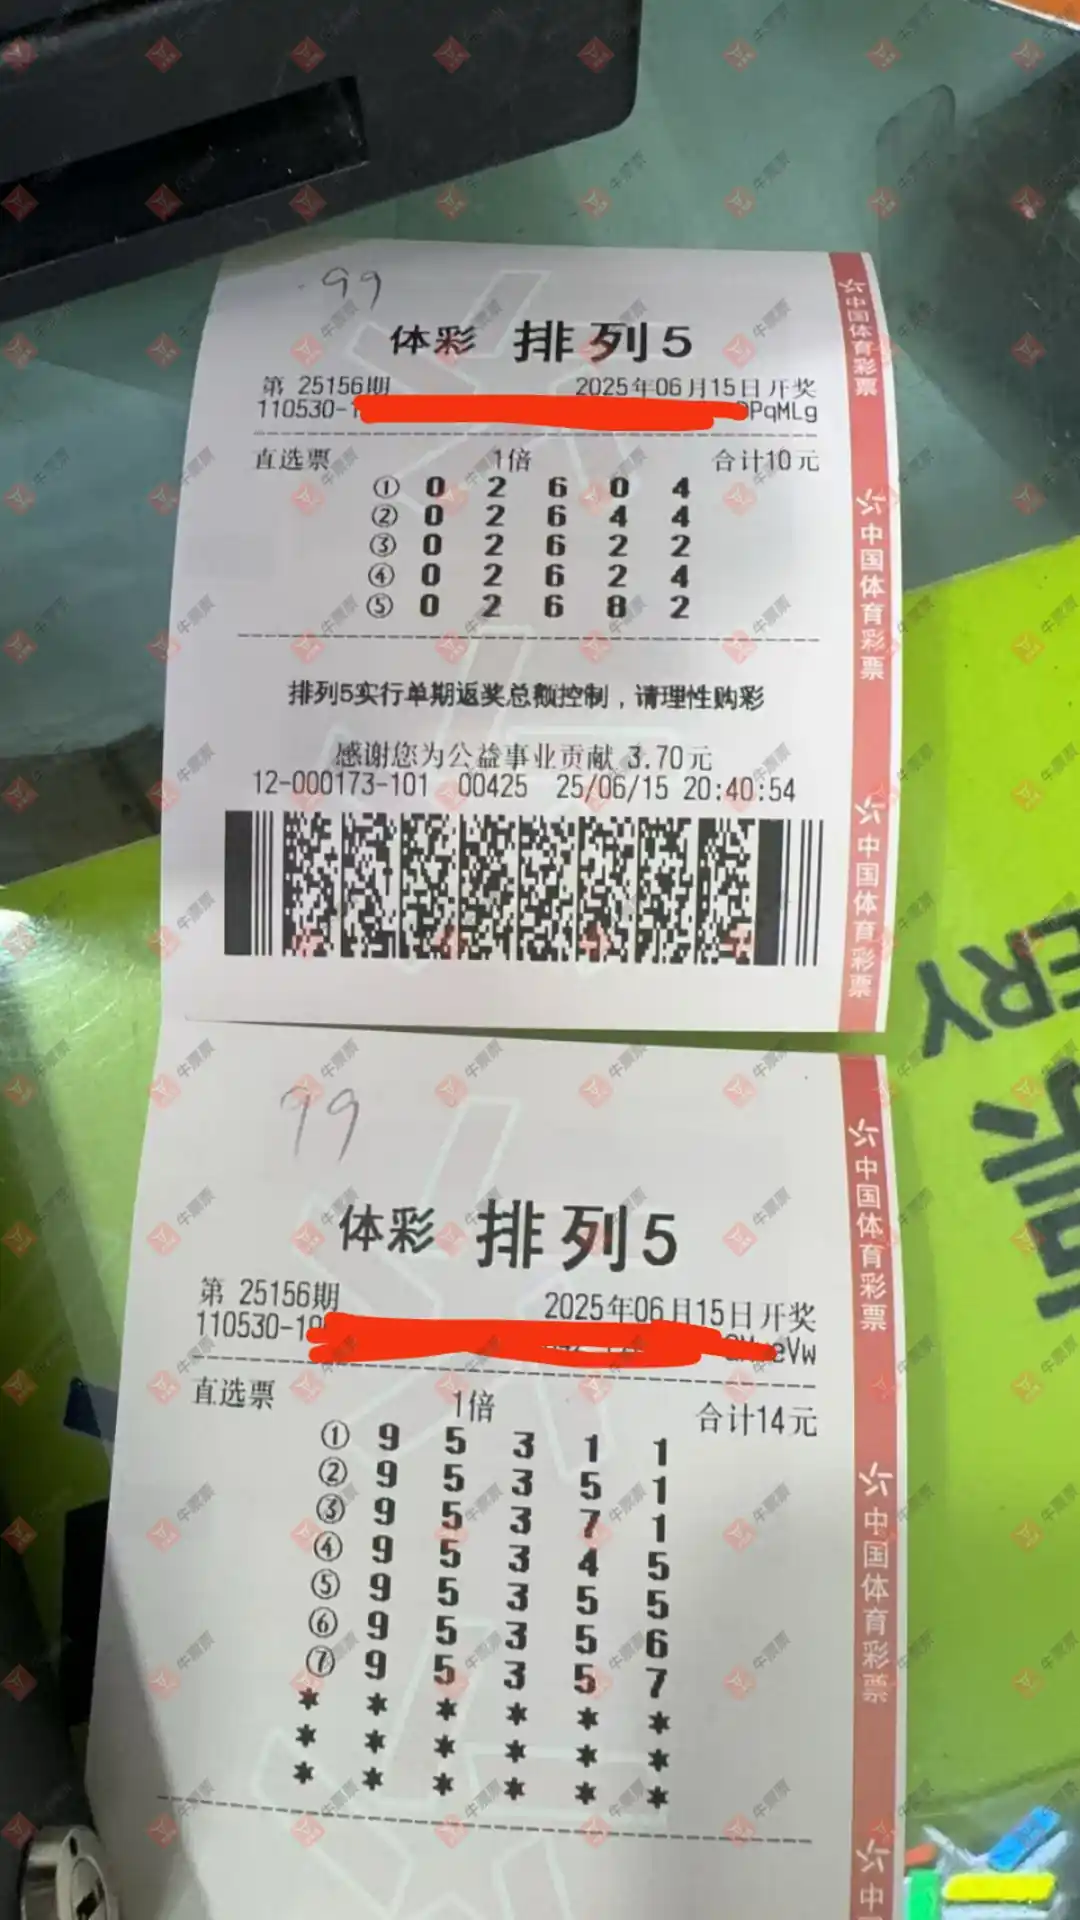 99
体彩 排列5
第 25156期 2025年06月15日开奖
110530-1 PqMLg
直选票 1倍 合计10元
① 0 2 6 0 4
② 0 2 6 4 4
③ 0 2 6 2 2
④ 0 2 6 2 4
⑤ 0 2 6 8 2
排列5实行单期返奖总额控制，请理性购彩
感谢您为公益事业贡献 3.70元
12-000173-101 00425 25/06/15 20:40:54
中国体育彩票
中国体育彩票
中国体育彩票
99
体彩 排列5
第 25156期 2025年06月15日开奖
110530-1 eVw
直选票 1倍 合计14元
① 9 5 3 1 1
② 9 5 3 5 1
③ 9 5 3 7 1
④ 9 5 3 4 5
⑤ 9 5 3 5 5
⑥ 9 5 3 5 6
⑦ 9 5 3 5 7
* * * * * *
* * * * * *
* * * * * *
中国体育彩票
中国体育彩票
中
ERY
牛票票